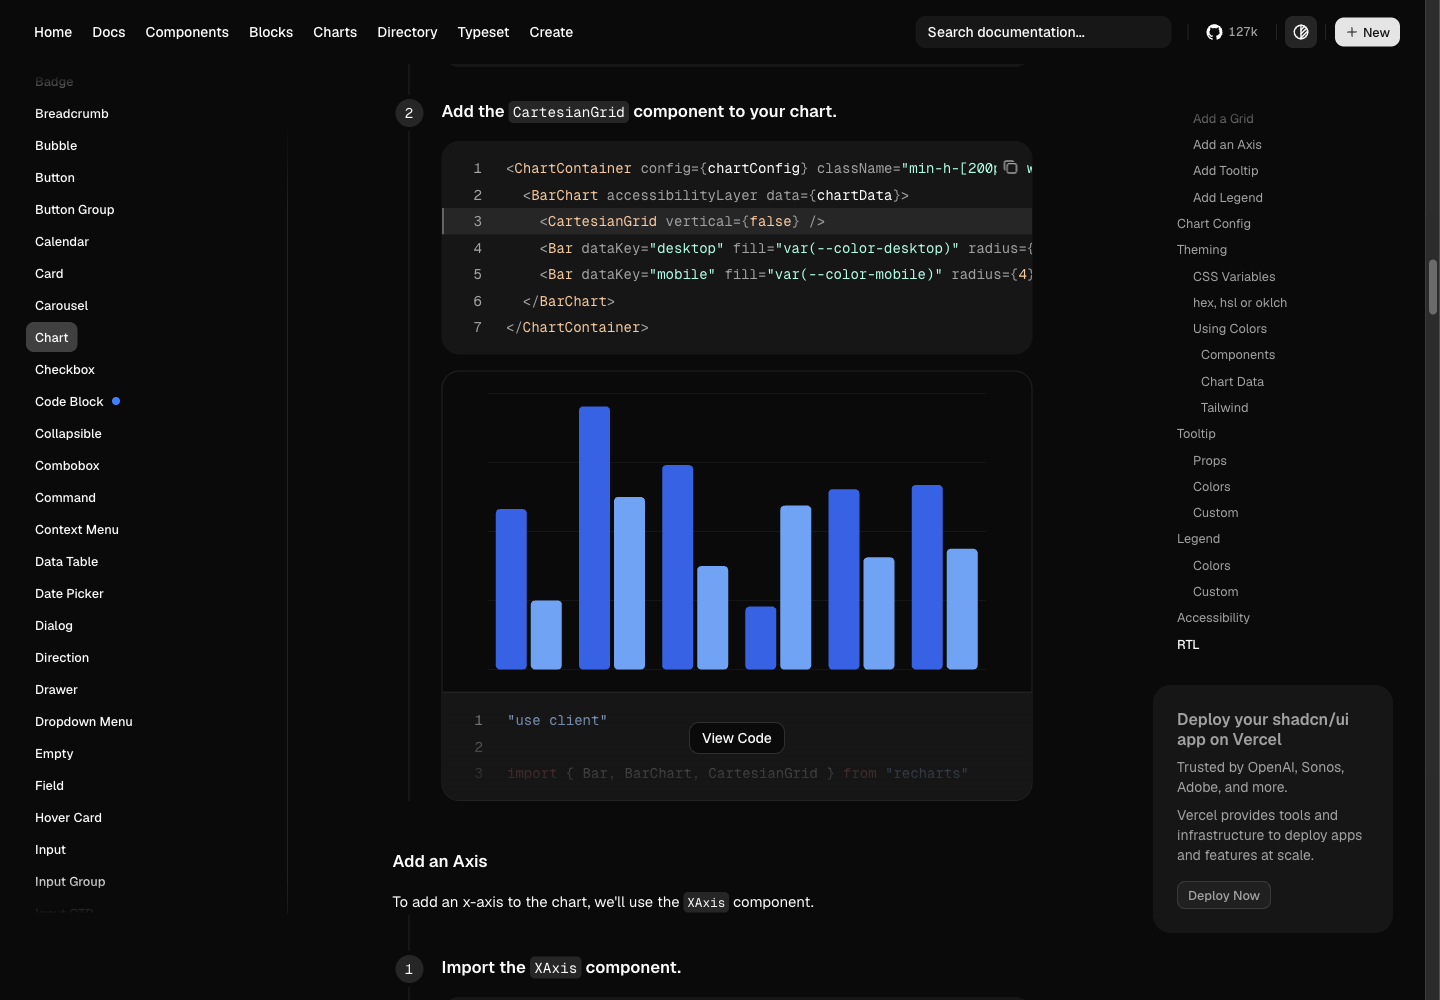 Home Docs Components Blocks Charts Directory Typeset Create
Search documentation...
127k
New
Badge
Breadcrumb
Bubble
Button
Button Group
Calendar
Card
Carousel
Chart
Checkbox
Code Block
Collapsible
Combobox
Command
Context Menu
Data Table
Date Picker
Dialog
Direction
Drawer
Dropdown Menu
Empty
Field
Hover Card
Input
Input Group
Input OTP
2 Add the CartesianGrid component to your chart.
1 <ChartContainer config={chartConfig} className="min-h-[200p w
2 <BarChart accessibilityLayer data={chartData}>
3 <CartesianGrid vertical={false} />
4 <Bar dataKey="desktop" fill="var(--color-desktop)" radius={
5 <Bar dataKey="mobile" fill="var(--color-mobile)" radius={4}
6 </BarChart>
7 </ChartContainer>
1 "use client"
2
View Code
3 import { Bar, BarChart, CartesianGrid } from "recharts"
Add an Axis
To add an x-axis to the chart, we'll use the XAxis component.
1 Import the XAxis component.
Add a Grid
Add an Axis
Add Tooltip
Add Legend
Chart Config
Theming
CSS Variables
hex, hsl or oklch
Using Colors
Components
Chart Data
Tailwind
Tooltip
Props
Colors
Custom
Legend
Colors
Custom
Accessibility
RTL
Deploy your shadcn/ui
app on Vercel
Trusted by OpenAI, Sonos,
Adobe, and more.
Vercel provides tools and
infrastructure to deploy apps
and features at scale.
Deploy Now